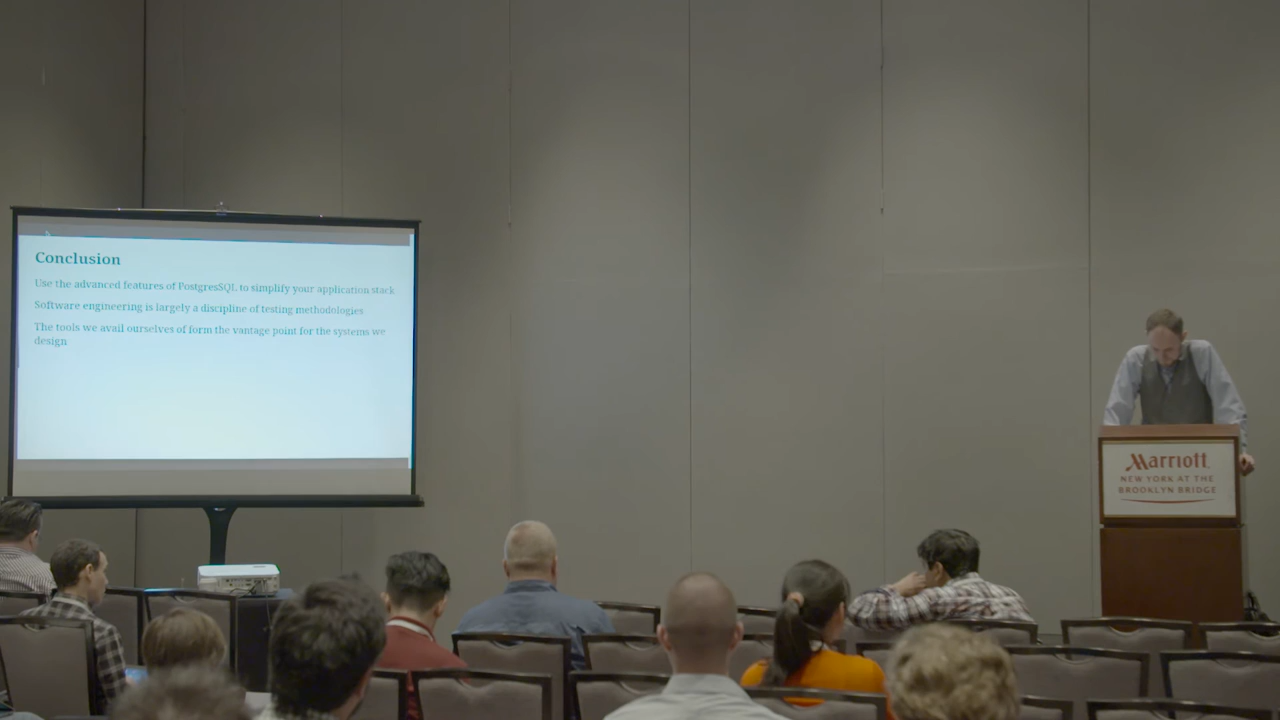 Conclusion
Use the advanced features of PostgresSQL to simplify your application stack
Software engineering is largely a discipline of testing methodologies
The tools we avail ourselves of form the vantage point for the systems we
design
Marriott
NEW YORK AT THE
BROOKLYN BRIDGE